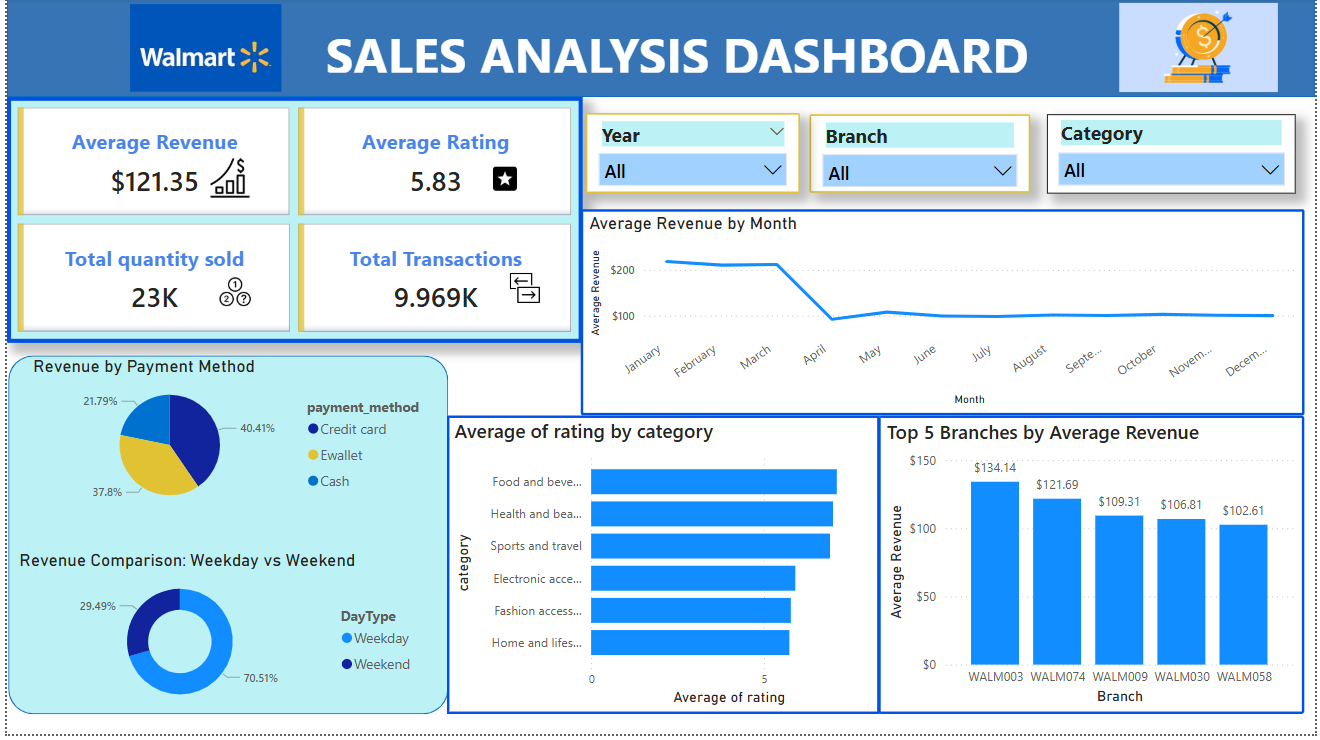 Walmart
SALES ANALYSIS DASHBOARD
Average Revenue
$121.35
Average Rating
5.83
Total quantity sold
23K
Total Transactions
9.969K
Year
All
Branch
All
Category
All
Average Revenue by Month
Average Revenue
$200
$100
January
February
March
April
May
June
July
August
Septe...
October
Novem...
Decem...
Month
Revenue by Payment Method
21.79%
40.41%
37.8%
payment_method
Credit card
Ewallet
Cash
Revenue Comparison: Weekday vs Weekend
29.49%
70.51%
DayType
Weekday
Weekend
Average of rating by category
category
Food and beve...
Health and bea...
Sports and travel
Electronic acce...
Fashion access...
Home and lifes...
0
5
Average of rating
Top 5 Branches by Average Revenue
Average Revenue
$150
$100
$50
$0
$134.14
$121.69
$109.31
$106.81
$102.61
WALM003
WALM074
WALM009
WALM030
WALM058
Branch
$
$
1
2
?